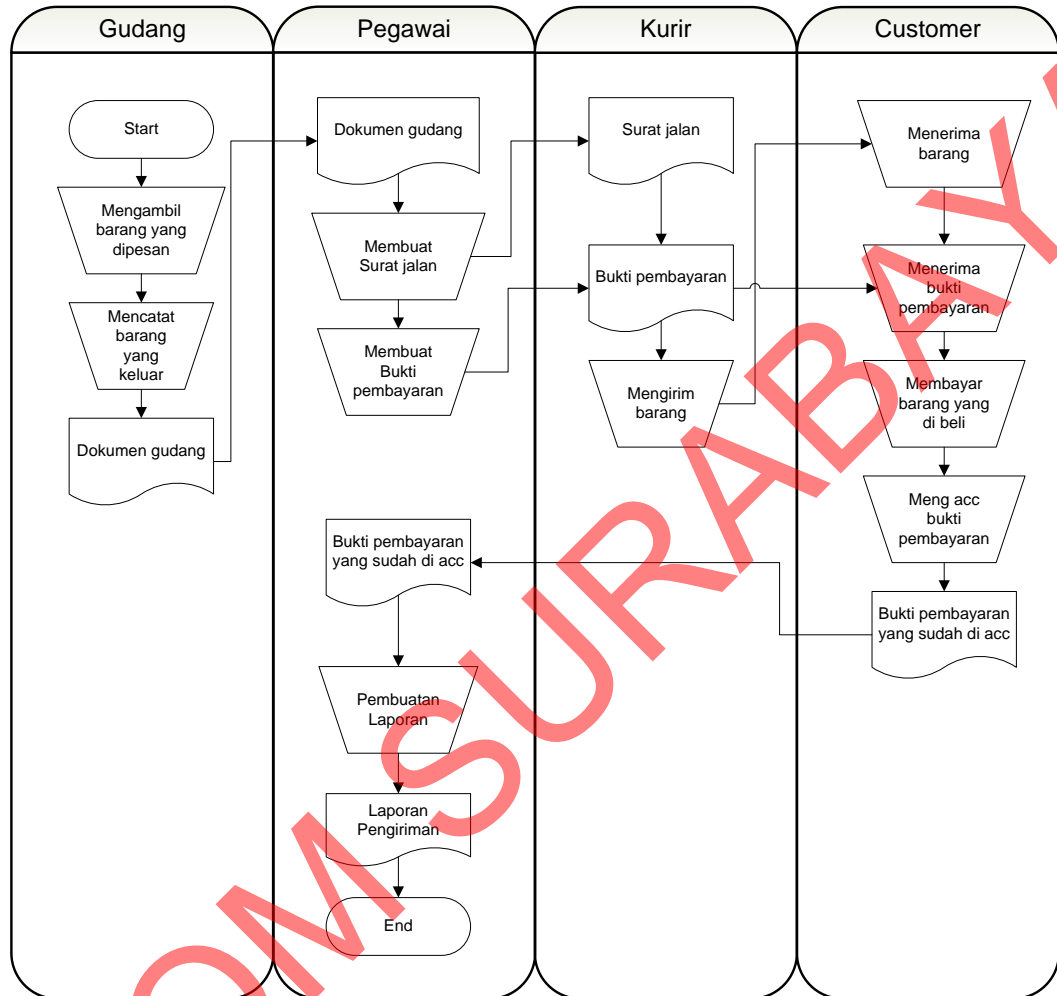 Gudang
Pegawai
Kurir
Customer
Start
Mengambil
barang yang
dipesan
Mencatat
barang
yang
keluar
Dokumen gudang
Dokumen gudang
Membuat
Surat jalan
Membuat
Bukti
pembayaran
Surat jalan
Bukti pembayaran
Mengirim
barang
Menerima
barang
Menerima
bukti
pembayaran
Membayar
barang yang
di beli
Meng acc
bukti
pembayaran
Bukti pembayaran
yang sudah di acc
Bukti pembayaran
yang sudah di acc
Pembuatan
Laporan
Laporan
Pengiriman
End
OM SURABAYA